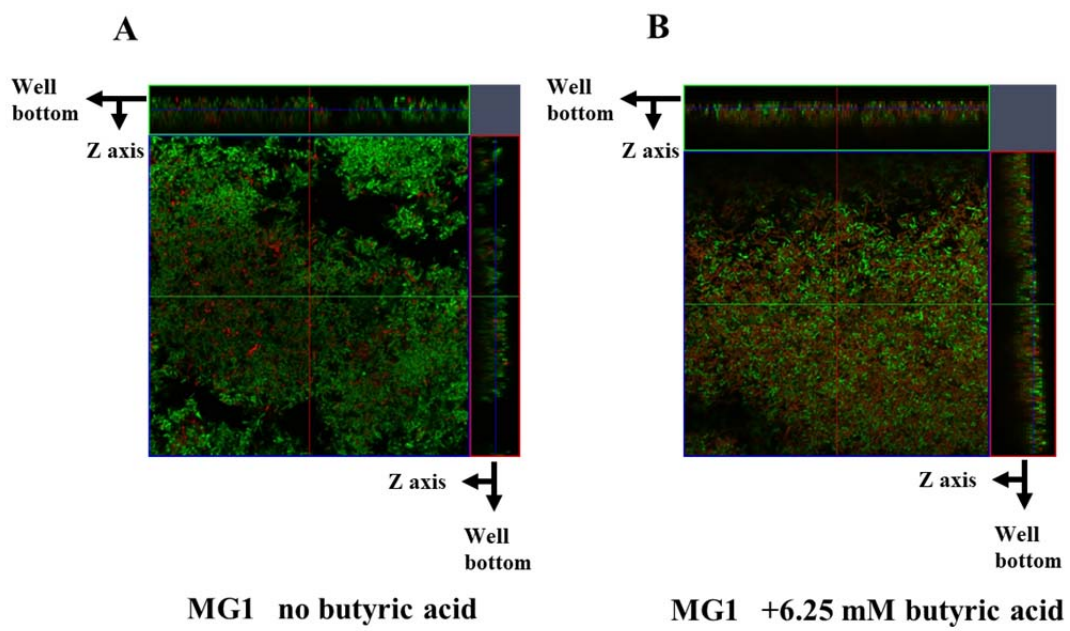 A
B
Well
bottom
Z axis
Well
bottom
Z axis
Z axis
Well
bottom
Z axis
Well
bottom
MG1 no butyric acid
MG1 +6.25 mM butyric acid